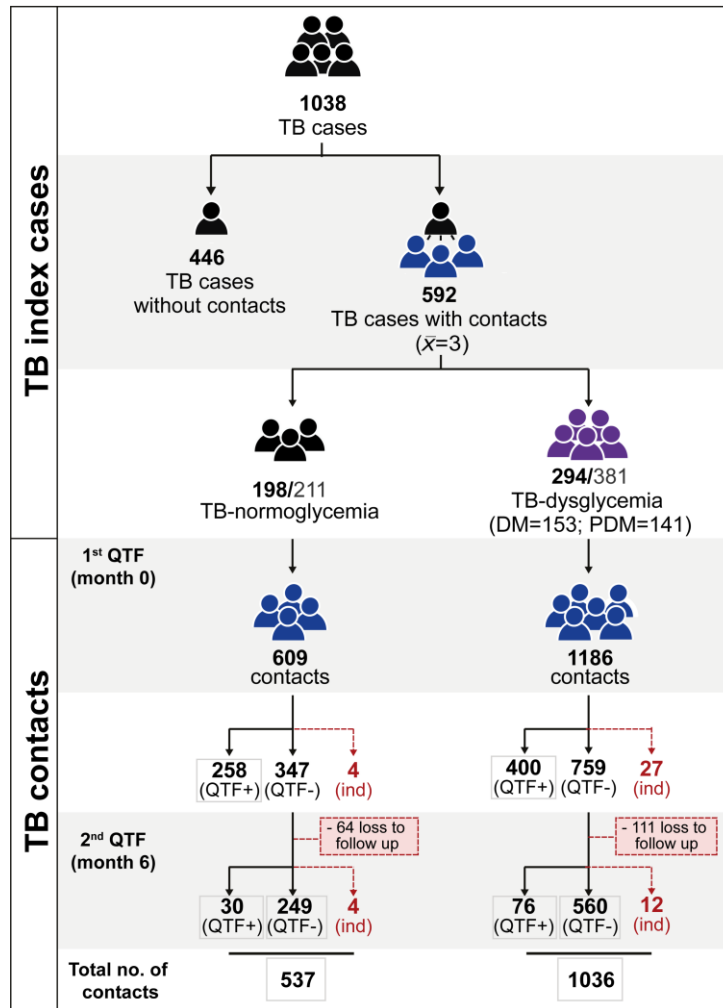 TB index cases
1038
TB cases
446
TB cases
without contacts
592
TB cases with contacts
(x̅=3)
198/211
TB-normoglycemia
294/381
TB-dysglycemia
(DM=153; PDM=141)
TB contacts
1st QTF
(month 0)
609
contacts
1186
contacts
258
(QTF+)
347
(QTF-)
4
(ind)
400
(QTF+)
759
(QTF-)
27
(ind)
2nd QTF
(month 6)
- 64 loss to
follow up
- 111 loss to
follow up
30
(QTF+)
249
(QTF-)
4
(ind)
76
(QTF+)
560
(QTF-)
12
(ind)
Total no. of
contacts
537
1036